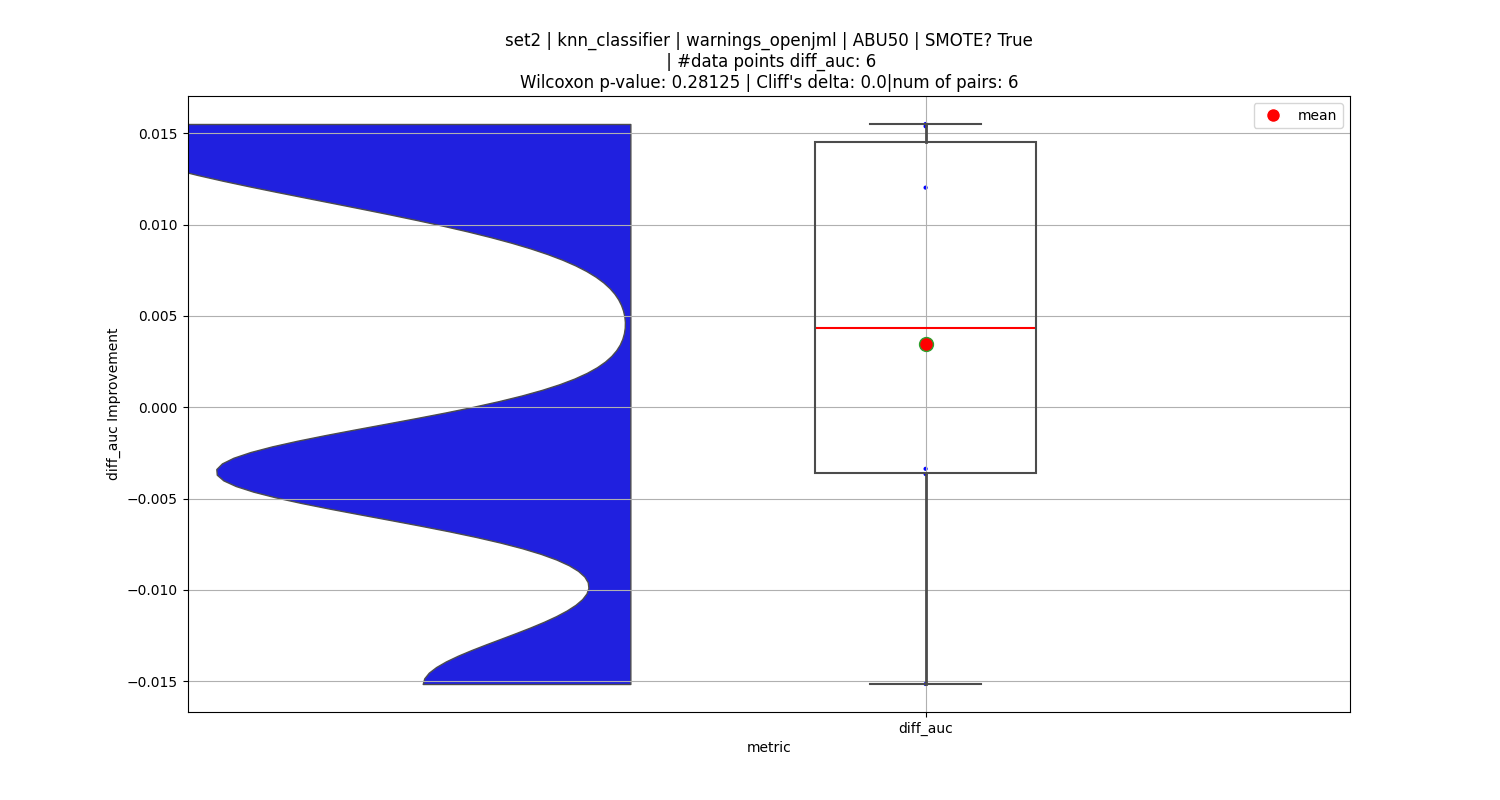 set2 | knn_classifier | warnings_openjml | ABU50 | SMOTE? True
| #data points diff_auc: 6
Wilcoxon p-value: 0.28125 | Cliff's delta: 0.0|num of pairs: 6
mean
0.015
0.010
0.005
0.000
−0.005
−0.010
−0.015
diff_auc Improvement
diff_auc
metric